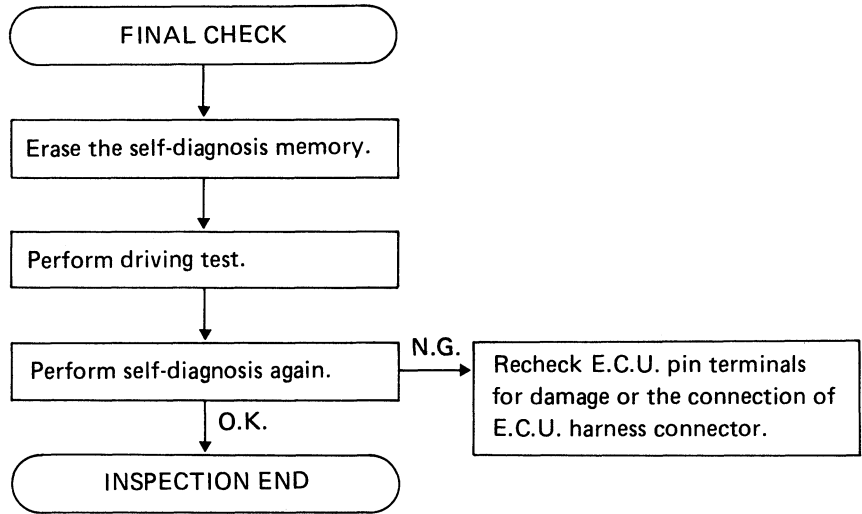 FINAL CHECK
Erase the self-diagnosis memory.
Perform driving test.
Perform self-diagnosis again.
N.G.
Recheck E.C.U. pin terminals
for damage or the connection of
E.C.U. harness connector.
O.K.
INSPECTION END